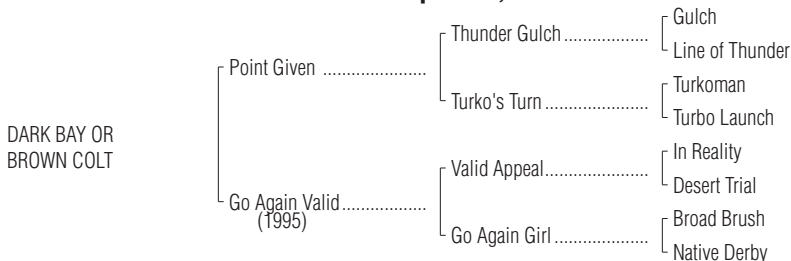 Gulch
Thunder Gulch ....................
Line of Thunder
Point Given ......................
Turkoman
Turko's Turn ......................
Turbo Launch
DARK BAY OR
BROWN COLT
In Reality
Valid Appeal......................
Desert Trial
Go Again Valid..................
(1995)
Broad Brush
Go Again Girl ....................
Native Derby